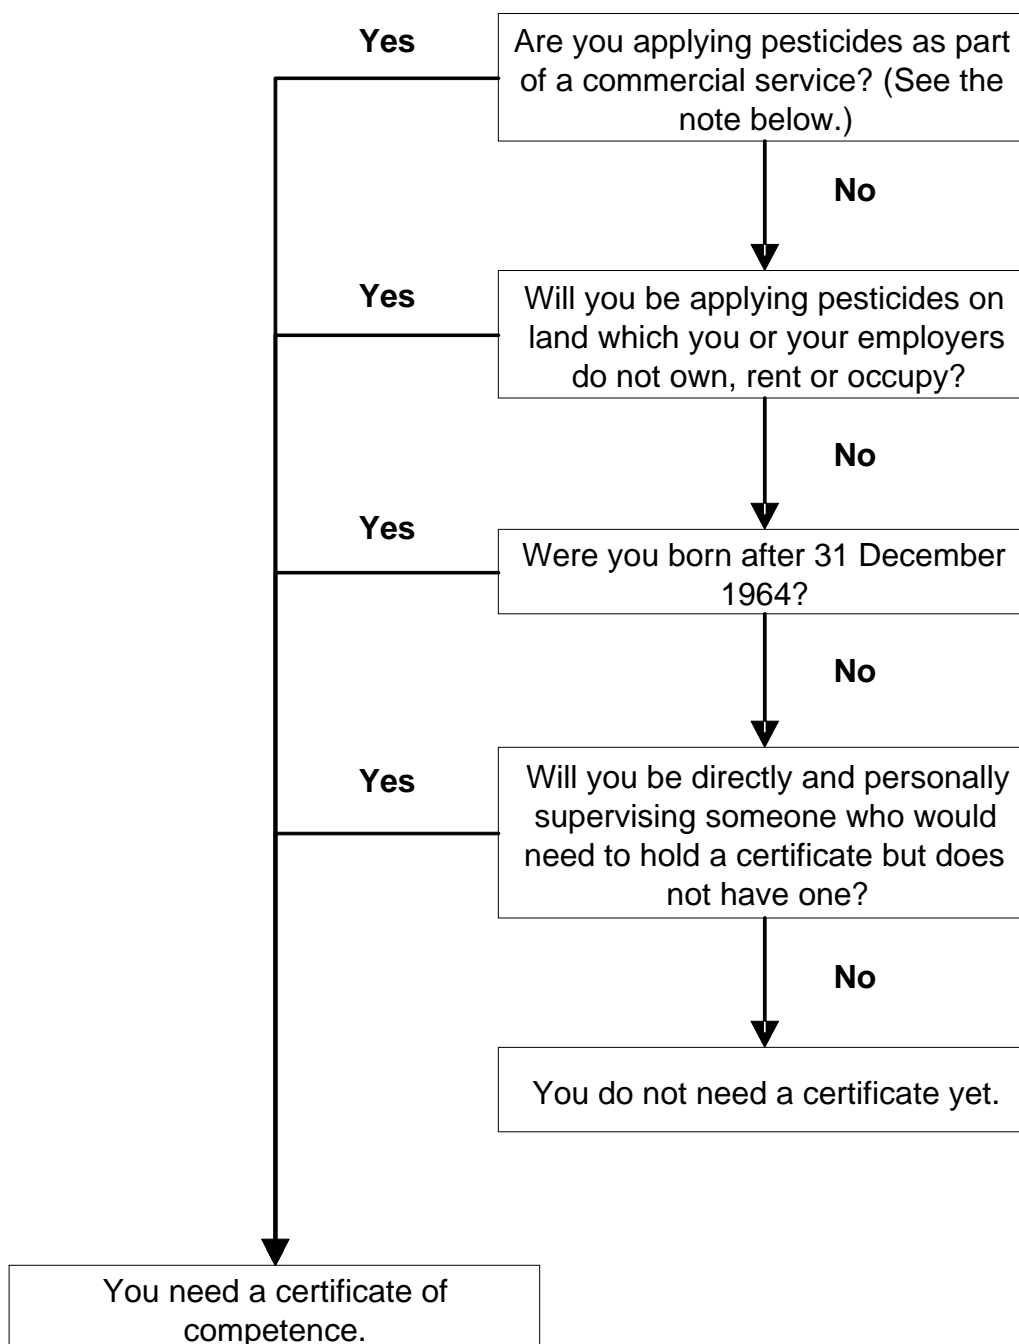 Yes
Are you applying pesticides as part
of a commercial service? (See the
note below.)
No
Yes
Will you be applying pesticides on
land which you or your employers
do not own, rent or occupy?
No
Yes
Were you born after 31 December
1964?
No
Yes
Will you be directly and personally
supervising someone who would
need to hold a certificate but does
not have one?
No
You do not need a certificate yet.
You need a certificate of
competence.